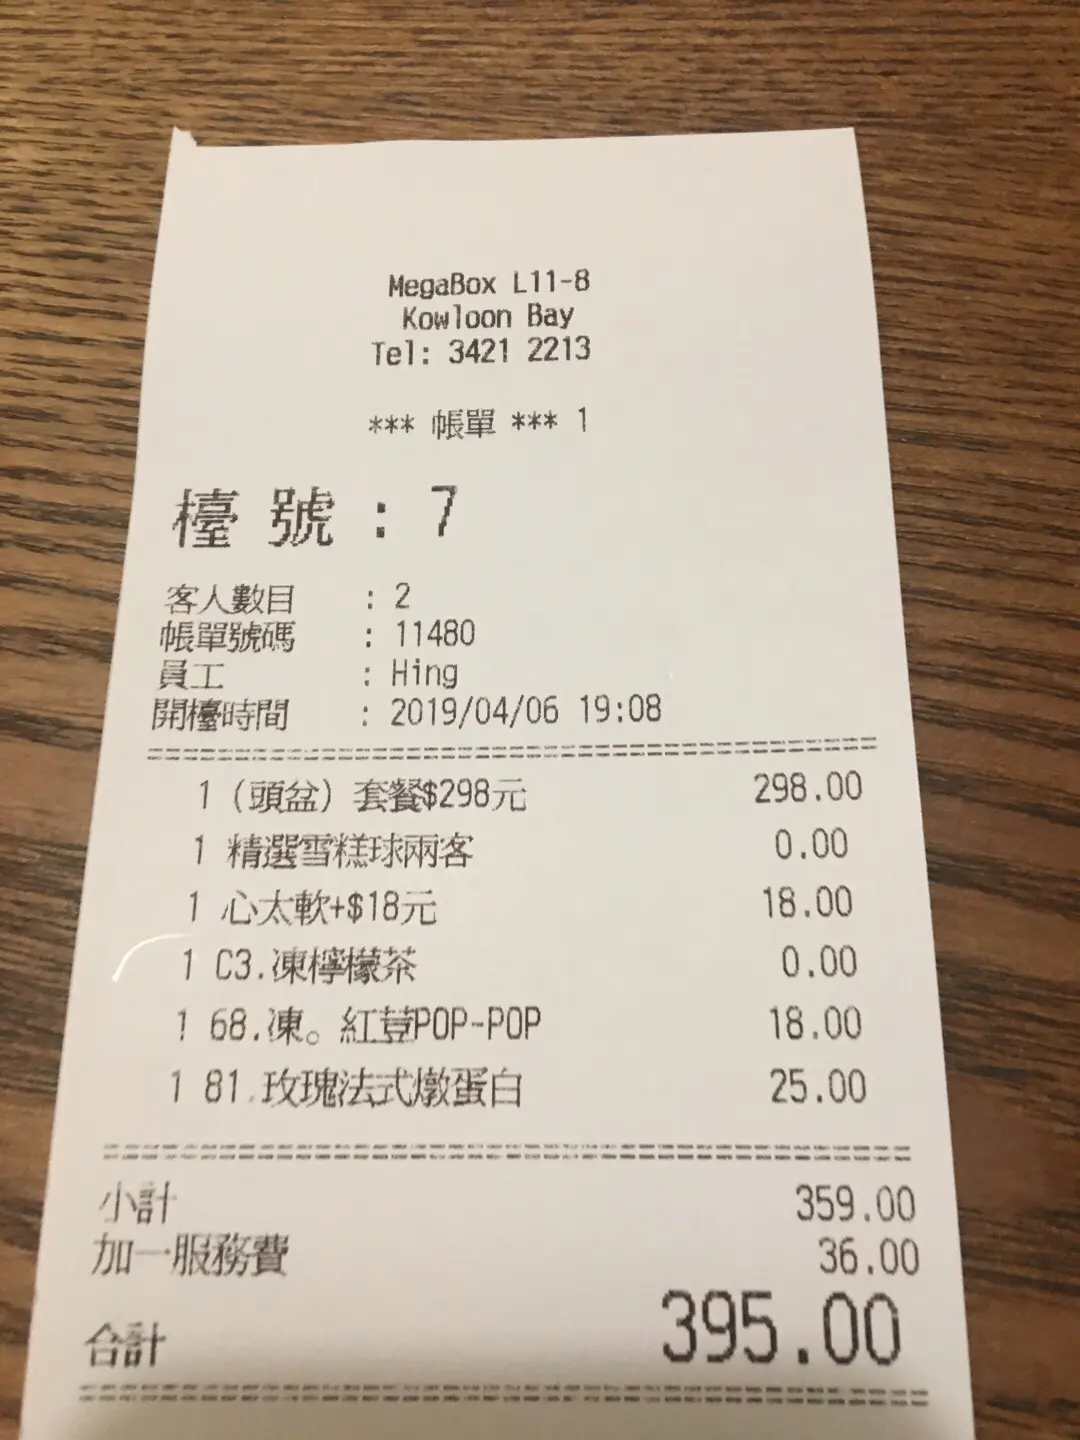 MegaBox L11-8
Kowloon Bay
Tel: 3421 2213
*** 帳單 *** 1
檯號 : 7
客人數目 : 2
帳單號碼 : 11480
員工 : Hing
開檯時間 : 2019/04/06 19:08
1 (頭盆) 套餐$298元 298.00
1 精選雪糕球兩客 0.00
1 心太軟+$18元 18.00
1 C3.凍檸檬茶 0.00
1 68.凍。紅荳POP-POP 18.00
1 81.玫瑰法式燉蛋白 25.00
小計 359.00
加一服務費 36.00
合計 395.00